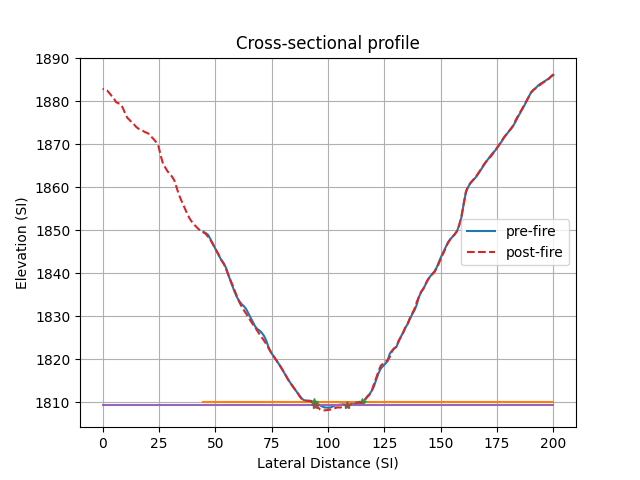 Cross-sectional profile
1890
1880
1870
1860
1850
1840
1830
1820
1810
Elevation (SI)
pre-fire
post-fire
0 25 50 75 100 125 150 175 200
Lateral Distance (SI)